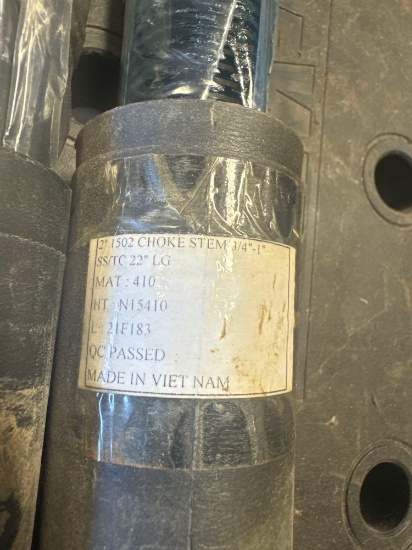 2" 1502 CHOKE STEM 3/4"-1"
SS/TC 22" LG
MAT : 410
HT : N15410
L : 21F183
QC PASSED
MADE IN VIET NAM